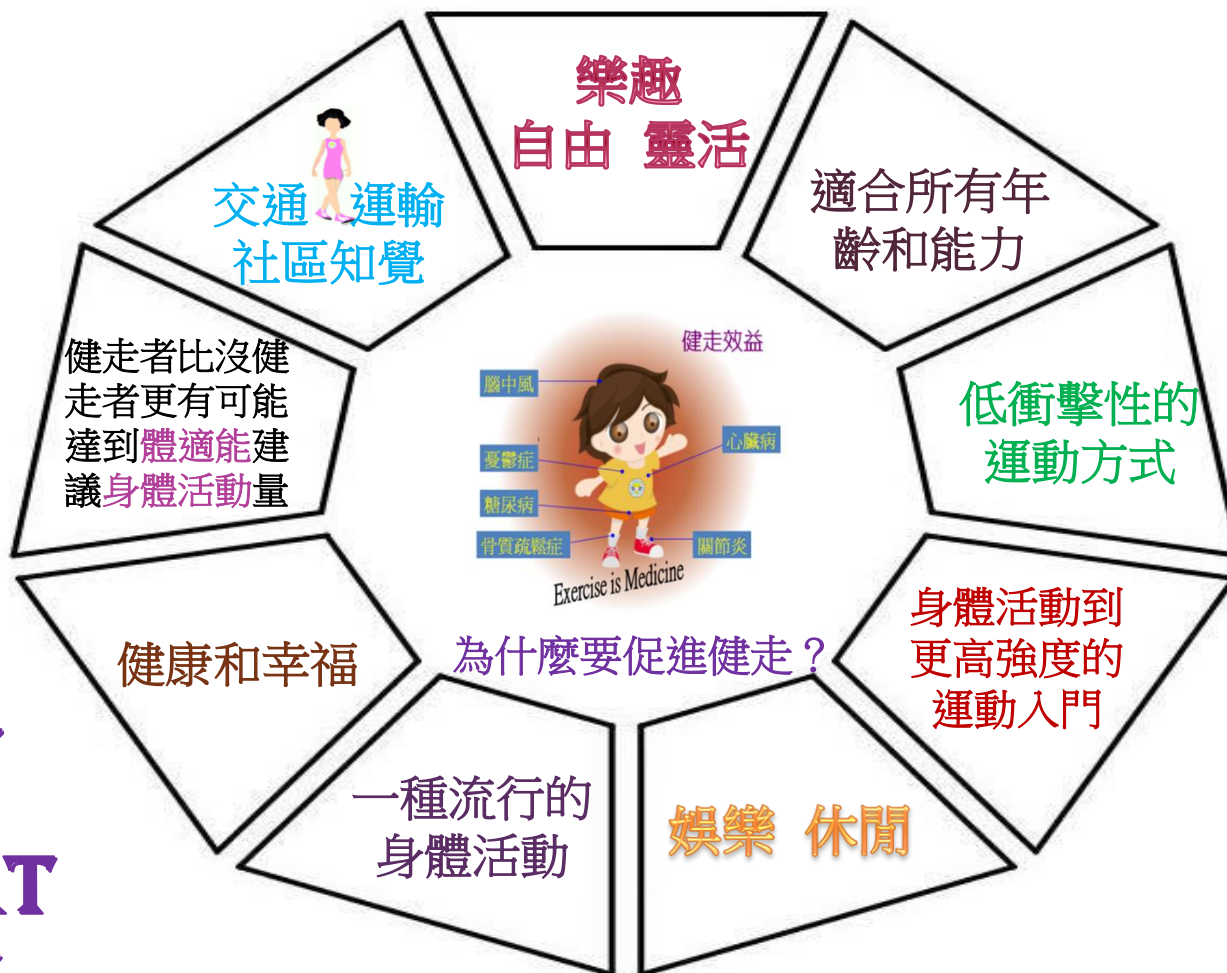 樂趣
自由 靈活
適合所有年
齡和能力
低衝擊性的
運動方式
身體活動到
更高強度的
運動入門
娛樂 休閒
一種流行的
身體活動
健康和幸福
健走者比沒健
走者更有可能
達到體適能建
議身體活動量
交通 運輸
社區知覺
健走效益
腦中風
心臟病
憂鬱症
糖尿病
骨質疏鬆症
關節炎
Exercise is Medicine
為什麼要促進健走？